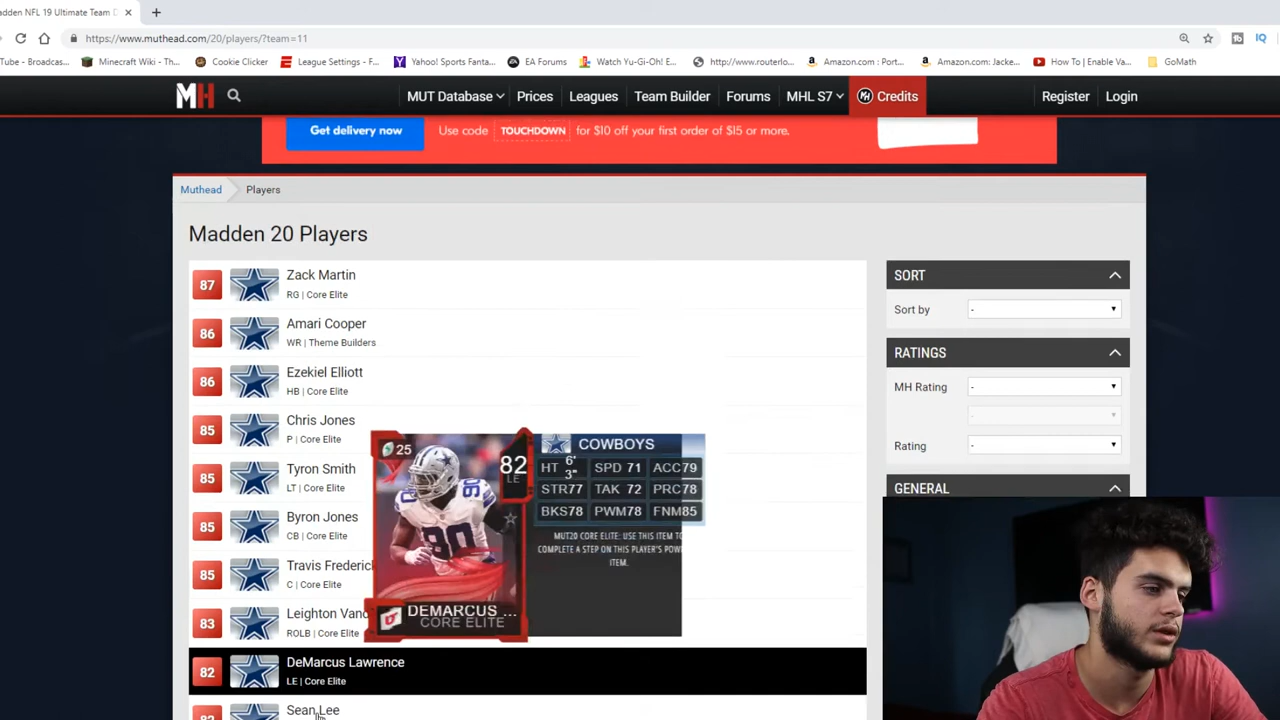 adden NFL 19 Ultimate Team D
https://www.muthead.com/20/players/?team=11
Tube - Broadcas...
Minecraft Wiki - Th...
Cookie Clicker
League Settings - F...
Yahoo! Sports Fanta...
EA Forums
Watch Yu-Gi-Oh! E...
http://www.routerlo...
Amazon.com : Port...
Amazon.com: Jacke...
How To | Enable Va...
GoMath
MH
MUT Database
Prices
Leagues
Team Builder
Forums
MHL S7
Credits
Register
Login
Get delivery now
Use code TOUCHDOWN for $10 off your first order of $15 or more.
Muthead
Players
Madden 20 Players
87
Zack Martin
RG | Core Elite
86
Amari Cooper
WR | Theme Builders
86
Ezekiel Elliott
HB | Core Elite
85
Chris Jones
P | Core Elite
85
Tyron Smith
LT | Core Elite
85
Byron Jones
CB | Core Elite
85
Travis Frederick
C | Core Elite
83
Leighton Vand
ROLB | Core Elite
82
DeMarcus Lawrence
LE | Core Elite
82
Sean Lee
25
82
LE
90
DEMARCUS ...
CORE ELITE
COWBOYS
HT 6' 3" SPD 71 ACC 79
STR 77 TAK 72 PRC 78
BKS 78 PWM 78 FNM 85
MUT20 CORE ELITE: USE THIS ITEM TO
COMPLETE A STEP ON THIS PLAYER'S POW
ITEM.
SORT
Sort by
-
RATINGS
MH Rating
-
-
Rating
-
GENERAL